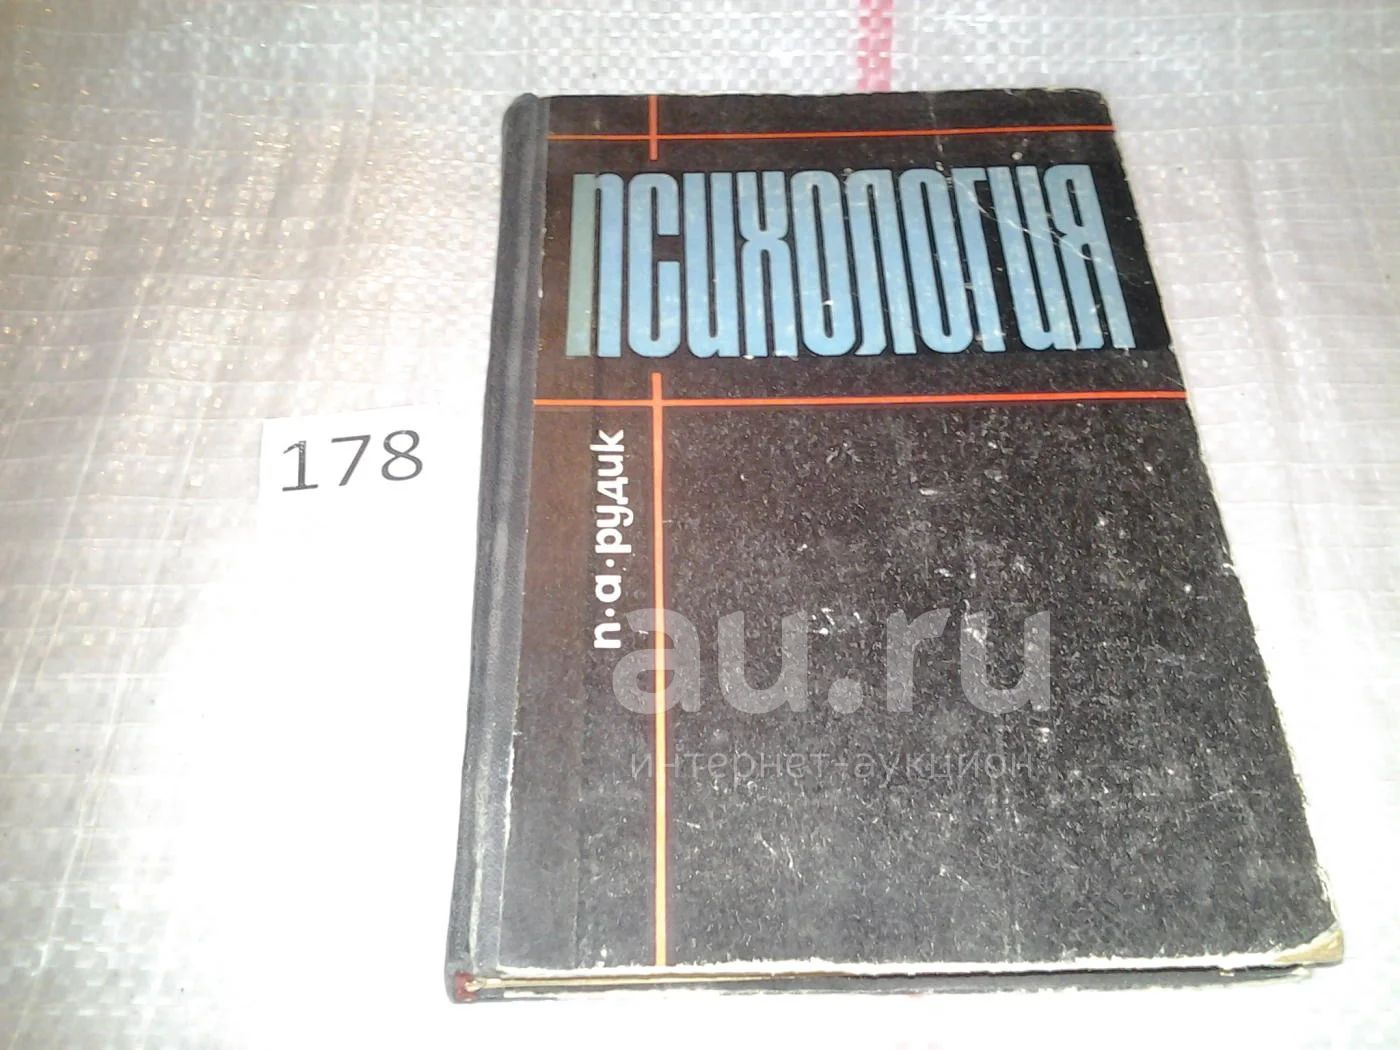 психология
178
п·а·рудик
au.ru
интернет-аукцион